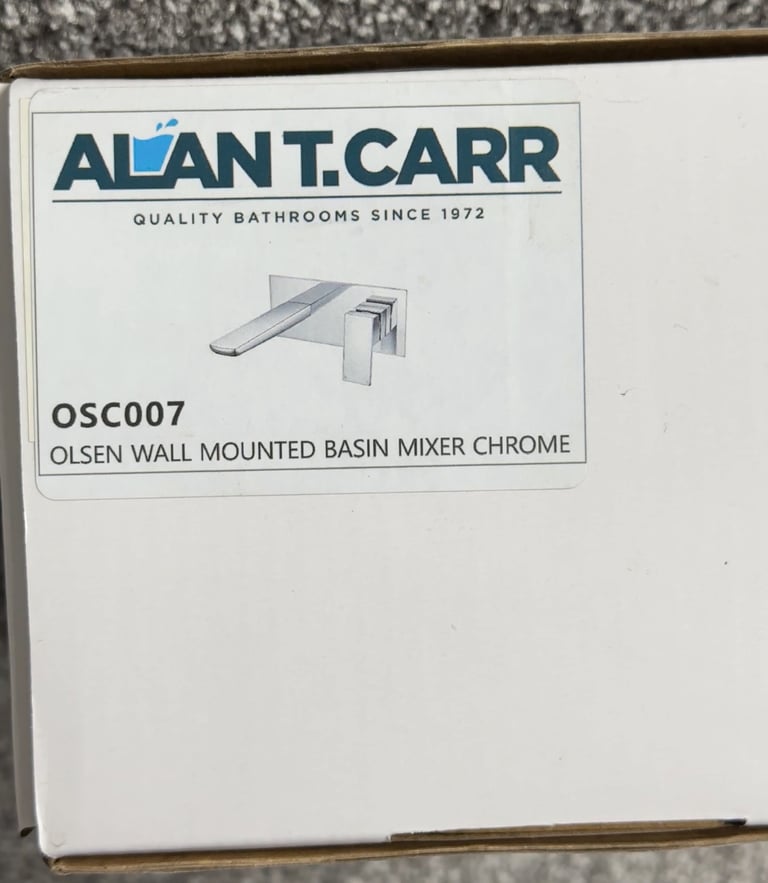 ALAN T.CARR
QUALITY BATHROOMS SINCE 1972
OSC007
OLSEN WALL MOUNTED BASIN MIXER CHROME